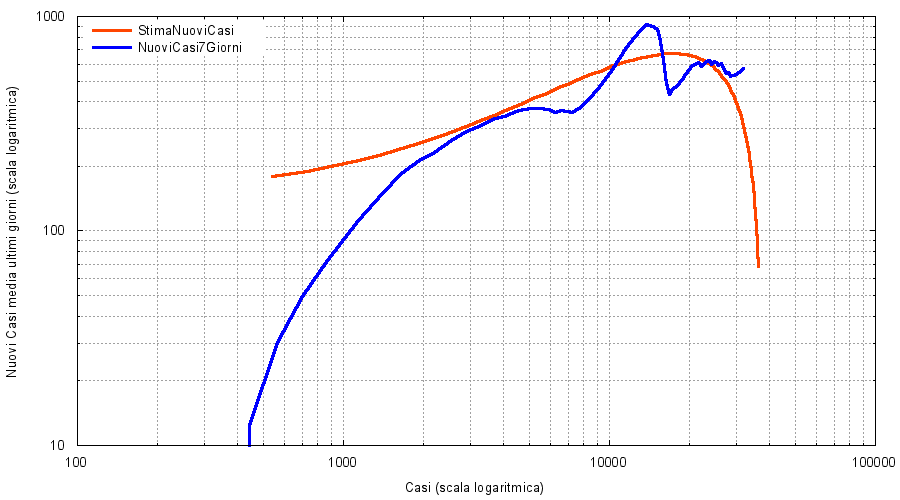 1000
StimaNuoviCasi
NuoviCasi7Giorni
Nuovi Casi media ultimi giorni (scala logaritmica)
100
10
100
1000
10000
100000
Casi (scala logaritmica)